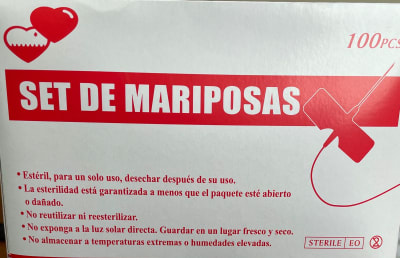 100PCS
SET DE MARIPOSAS
• Estéril, para un solo uso, desechar después de su uso.
• La esterilidad está garantizada a menos que el paquete esté abierto
o dañado.
• No reutilizar ni reesterilizar.
• No exponga a la luz solar directa. Guardar en un lugar fresco y seco.
• No almacenar a temperaturas extremas o humedades elevadas.
STERILE EO
2